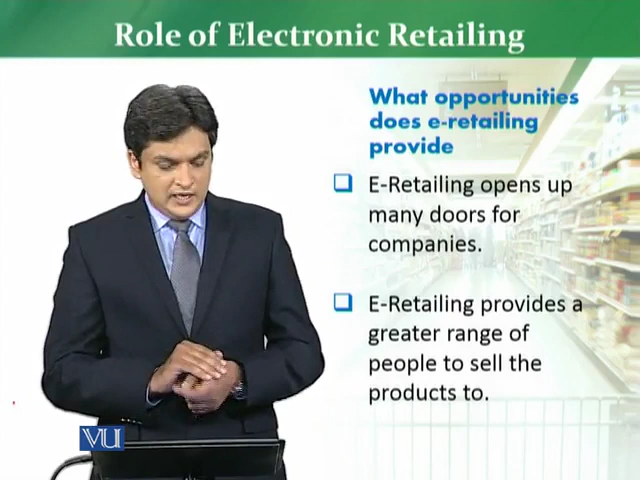 Role of Electronic Retailing
What opportunities
does e-retailing
provide
E-Retailing opens up
many doors for
companies.
E-Retailing provides a
greater range of
people to sell the
products to.
VU